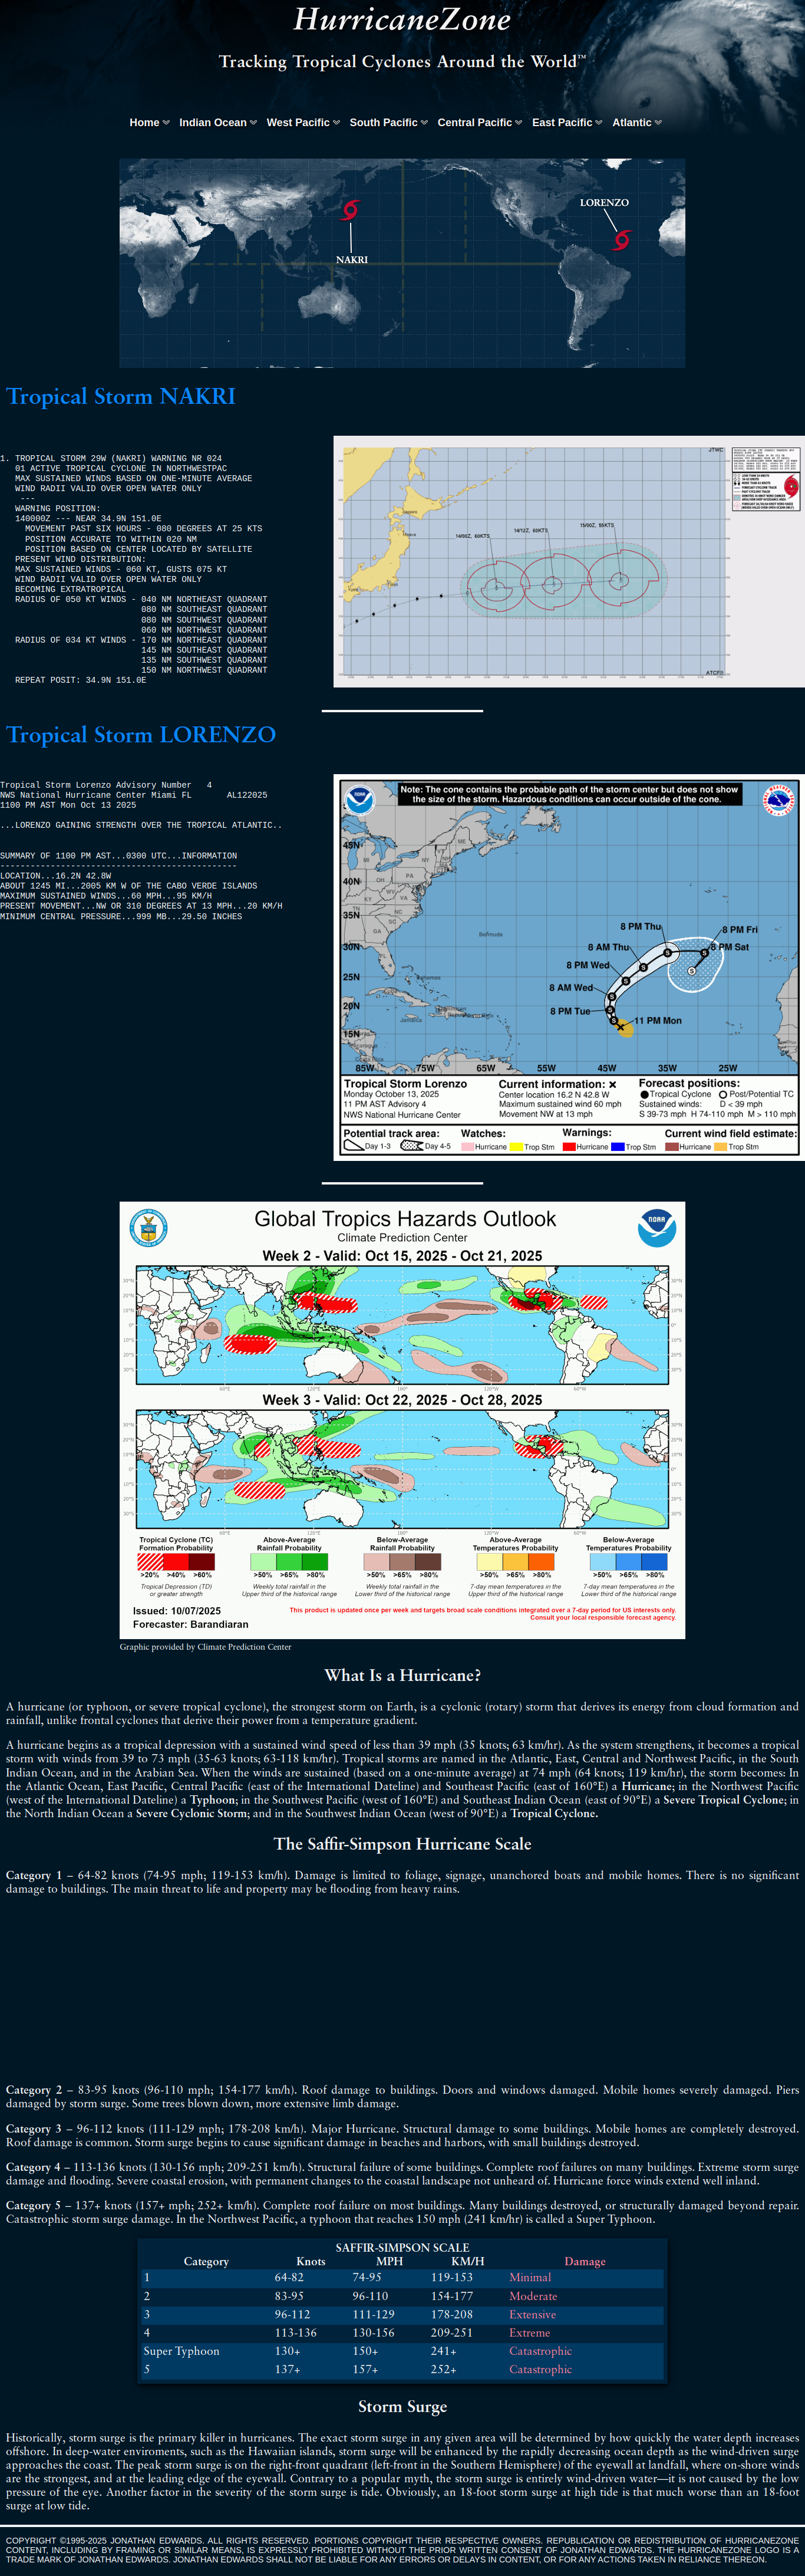 HurricaneZone
Tracking Tropical Cyclones Around the World™
Home Indian Ocean West Pacific South Pacific Central Pacific East Pacific Atlantic
LORENZO
NAKRI
Tropical Storm NAKRI
1. TROPICAL STORM 29W (NAKRI) WARNING NR 024
01 ACTIVE TROPICAL CYCLONE IN NORTHWESTPAC
MAX SUSTAINED WINDS BASED ON ONE-MINUTE AVERAGE
WIND RADII VALID OVER OPEN WATER ONLY
---
WARNING POSITION:
140000Z --- NEAR 34.9N 151.0E
MOVEMENT PAST SIX HOURS - 080 DEGREES AT 25 KTS
POSITION ACCURATE TO WITHIN 020 NM
POSITION BASED ON CENTER LOCATED BY SATELLITE
PRESENT WIND DISTRIBUTION:
MAX SUSTAINED WINDS - 060 KT, GUSTS 075 KT
WIND RADII VALID OVER OPEN WATER ONLY
BECOMING EXTRATROPICAL
RADIUS OF 050 KT WINDS - 040 NM NORTHEAST QUADRANT
080 NM SOUTHEAST QUADRANT
080 NM SOUTHWEST QUADRANT
060 NM NORTHWEST QUADRANT
RADIUS OF 034 KT WINDS - 170 NM NORTHEAST QUADRANT
145 NM SOUTHEAST QUADRANT
135 NM SOUTHWEST QUADRANT
150 NM NORTHWEST QUADRANT
REPEAT POSIT: 34.9N 151.0E
JTWC
14/00Z, 60KTS
14/12Z, 60KTS
15/00Z, 55KTS
ATCF®
Tropical Storm LORENZO
Tropical Storm Lorenzo Advisory Number 4
NWS National Hurricane Center Miami FL AL122025
1100 PM AST Mon Oct 13 2025
...LORENZO GAINING STRENGTH OVER THE TROPICAL ATLANTIC..
SUMMARY OF 1100 PM AST...0300 UTC...INFORMATION
----------------------------------------------
LOCATION...16.2N 42.8W
ABOUT 1245 MI...2005 KM W OF THE CABO VERDE ISLANDS
MAXIMUM SUSTAINED WINDS...60 MPH...95 KM/H
PRESENT MOVEMENT...NW OR 310 DEGREES AT 13 MPH...20 KM/H
MINIMUM CENTRAL PRESSURE...999 MB...29.50 INCHES
Note: The cone contains the probable path of the storm center but does not show
the size of the storm. Hazardous conditions can occur outside of the cone.
NOAA
45N
40N
35N
30N
25N
20N
15N
Bermuda
8 PM Thu
8 PM Fri
8 AM Thu
8 PM Sat
8 PM Wed
8 AM Wed
8 PM Tue
11 PM Mon
85W 75W 65W 55W 45W 35W 25W
Tropical Storm Lorenzo
Monday October 13, 2025
11 PM AST Advisory 4
NWS National Hurricane Center
Current information: x
Center location 16.2 N 42.8 W
Maximum sustained wind 60 mph
Movement NW at 13 mph
Forecast positions:
Tropical Cyclone Post/Potential TC
Sustained winds: D < 39 mph
S 39-73 mph H 74-110 mph M > 110 mph
Potential track area: Watches: Warnings: Current wind field estimate:
Day 1-3 Day 4-5 Hurricane Trop Stm Hurricane Trop Stm Hurricane Trop Stm
Global Tropics Hazards Outlook
Climate Prediction Center
NOAA
Week 2 - Valid: Oct 15, 2025 - Oct 21, 2025
30°N
20°N
10°N
0°
10°S
20°S
30°S
60°E 120°E 180° 120°W 60°W
Week 3 - Valid: Oct 22, 2025 - Oct 28, 2025
30°N
20°N
10°N
0°
10°S
20°S
30°S
60°E 120°E 180° 120°W 60°W
Tropical Cyclone (TC)
Formation Probability
>20% >40% >60%
Tropical Depression (TD)
or greater strength
Above-Average
Rainfall Probability
>50% >65% >80%
Weekly total rainfall in the
Upper third of the historical range
Below-Average
Rainfall Probability
>50% >65% >80%
Weekly total rainfall in the
Lower third of the historical range
Above-Average
Temperatures Probability
>50% >65% >80%
7-day mean temperatures in the
Upper third of the historical range
Below-Average
Temperatures Probability
>50% >65% >80%
7-day mean temperatures in the
Lower third of the historical range
Issued: 10/07/2025
Forecaster: Barandiaran
This product is updated once per week and targets broad scale conditions integrated over a 7-day period for US interests only.
Consult your local responsible forecast agency.
Graphic provided by Climate Prediction Center
What Is a Hurricane?
A hurricane (or typhoon, or severe tropical cyclone), the strongest storm on Earth, is a cyclonic (rotary) storm that derives its energy from cloud formation and
rainfall, unlike frontal cyclones that derive their power from a temperature gradient.
A hurricane begins as a tropical depression with a sustained wind speed of less than 39 mph (35 knots; 63 km/hr). As the system strengthens, it becomes a tropical
storm with winds from 39 to 73 mph (35-63 knots; 63-118 km/hr). Tropical storms are named in the Atlantic, East, Central and Northwest Pacific, in the South
Indian Ocean, and in the Arabian Sea. When the winds are sustained (based on a one-minute average) at 74 mph (64 knots; 119 km/hr), the storm becomes: In
the Atlantic Ocean, East Pacific, Central Pacific (east of the International Dateline) and Southeast Pacific (east of 160°E) a Hurricane; in the Northwest Pacific
(west of the International Dateline) a Typhoon; in the Southwest Pacific (west of 160°E) and Southeast Indian Ocean (east of 90°E) a Severe Tropical Cyclone; in
the North Indian Ocean a Severe Cyclonic Storm; and in the Southwest Indian Ocean (west of 90°E) a Tropical Cyclone.
The Saffir-Simpson Hurricane Scale
Category 1 – 64-82 knots (74-95 mph; 119-153 km/h). Damage is limited to foliage, signage, unanchored boats and mobile homes. There is no significant
damage to buildings. The main threat to life and property may be flooding from heavy rains.
Category 2 – 83-95 knots (96-110 mph; 154-177 km/h). Roof damage to buildings. Doors and windows damaged. Mobile homes severely damaged. Piers
damaged by storm surge. Some trees blown down, more extensive limb damage.
Category 3 – 96-112 knots (111-129 mph; 178-208 km/h). Major Hurricane. Structural damage to some buildings. Mobile homes are completely destroyed.
Roof damage is common. Storm surge begins to cause significant damage in beaches and harbors, with small buildings destroyed.
Category 4 – 113-136 knots (130-156 mph; 209-251 km/h). Structural failure of some buildings. Complete roof failures on many buildings. Extreme storm surge
damage and flooding. Severe coastal erosion, with permanent changes to the coastal landscape not unheard of. Hurricane force winds extend well inland.
Category 5 – 137+ knots (157+ mph; 252+ km/h). Complete roof failure on most buildings. Many buildings destroyed, or structurally damaged beyond repair.
Catastrophic storm surge damage. In the Northwest Pacific, a typhoon that reaches 150 mph (241 km/hr) is called a Super Typhoon.
SAFFIR-SIMPSON SCALE
Category Knots MPH KM/H Damage
1 64-82 74-95 119-153 Minimal
2 83-95 96-110 154-177 Moderate
3 96-112 111-129 178-208 Extensive
4 113-136 130-156 209-251 Extreme
Super Typhoon 130+ 150+ 241+ Catastrophic
5 137+ 157+ 252+ Catastrophic
Storm Surge
Historically, storm surge is the primary killer in hurricanes. The exact storm surge in any given area will be determined by how quickly the water depth increases
offshore. In deep-water enviroments, such as the Hawaiian islands, storm surge will be enhanced by the rapidly decreasing ocean depth as the wind-driven surge
approaches the coast. The peak storm surge is on the right-front quadrant (left-front in the Southern Hemisphere) of the eyewall at landfall, where on-shore winds
are the strongest, and at the leading edge of the eyewall. Contrary to a popular myth, the storm surge is entirely wind-driven water—it is not caused by the low
pressure of the eye. Another factor in the severity of the storm surge is tide. Obviously, an 18-foot storm surge at high tide is that much worse than an 18-foot
surge at low tide.
COPYRIGHT ©1995-2025 JONATHAN EDWARDS. ALL RIGHTS RESERVED. PORTIONS COPYRIGHT THEIR RESPECTIVE OWNERS. REPUBLICATION OR REDISTRIBUTION OF HURRICANEZONE
CONTENT, INCLUDING BY FRAMING OR SIMILAR MEANS, IS EXPRESSLY PROHIBITED WITHOUT THE PRIOR WRITTEN CONSENT OF JONATHAN EDWARDS. THE HURRICANEZONE LOGO IS A
TRADE MARK OF JONATHAN EDWARDS. JONATHAN EDWARDS SHALL NOT BE LIABLE FOR ANY ERRORS OR DELAYS IN CONTENT, OR FOR ANY ACTIONS TAKEN IN RELIANCE THEREON.